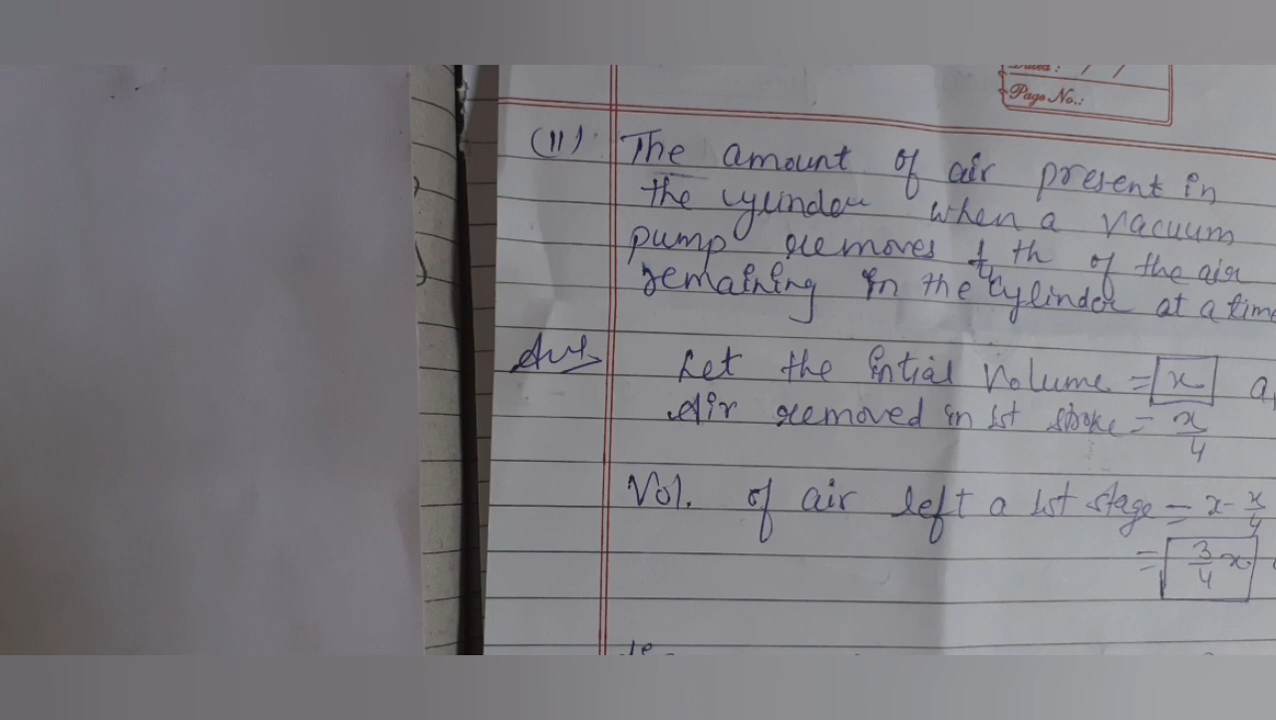 Page No.:
(11) The amount of air present in
the cylinder when a vacuum
pump removes 1/4 th of the air
remaining in the cylinder at a time
Ans Let the intial volume = x a
Air removed in 1st stroke = x/4
Vol. of air left a 1st stage = x - x/4
= 3/4 x